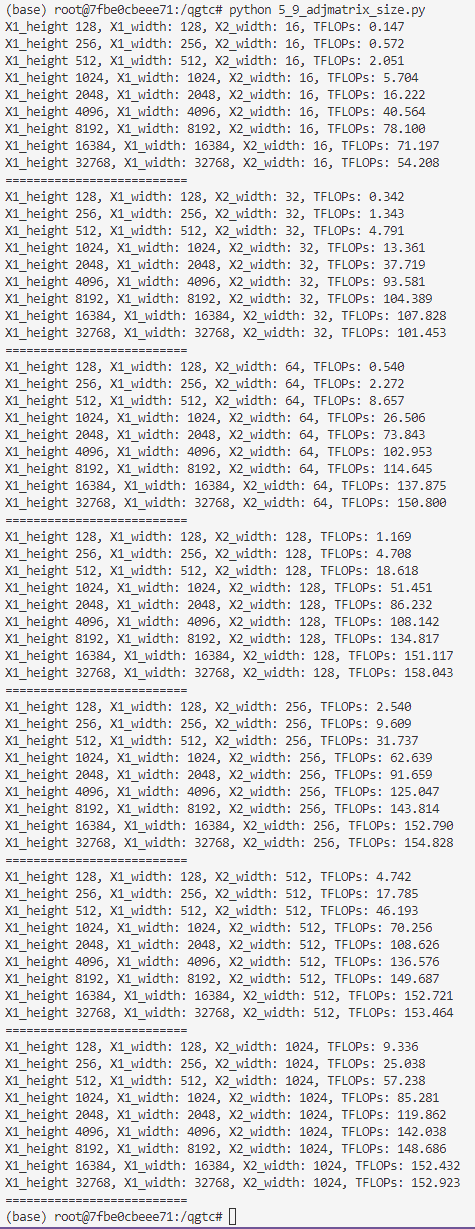 (base) root@7fbe0cbeee71:/qgtc# python 5_9_adjmatrix_size.py
X1_height 128, X1_width: 128, X2_width: 16, TFLOPs: 0.147
X1_height 256, X1_width: 256, X2_width: 16, TFLOPs: 0.572
X1_height 512, X1_width: 512, X2_width: 16, TFLOPs: 2.051
X1_height 1024, X1_width: 1024, X2_width: 16, TFLOPs: 5.704
X1_height 2048, X1_width: 2048, X2_width: 16, TFLOPs: 16.222
X1_height 4096, X1_width: 4096, X2_width: 16, TFLOPs: 40.564
X1_height 8192, X1_width: 8192, X2_width: 16, TFLOPs: 78.100
X1_height 16384, X1_width: 16384, X2_width: 16, TFLOPs: 71.197
X1_height 32768, X1_width: 32768, X2_width: 16, TFLOPs: 54.208
==========================
X1_height 128, X1_width: 128, X2_width: 32, TFLOPs: 0.342
X1_height 256, X1_width: 256, X2_width: 32, TFLOPs: 1.343
X1_height 512, X1_width: 512, X2_width: 32, TFLOPs: 4.791
X1_height 1024, X1_width: 1024, X2_width: 32, TFLOPs: 13.361
X1_height 2048, X1_width: 2048, X2_width: 32, TFLOPs: 37.719
X1_height 4096, X1_width: 4096, X2_width: 32, TFLOPs: 93.581
X1_height 8192, X1_width: 8192, X2_width: 32, TFLOPs: 104.389
X1_height 16384, X1_width: 16384, X2_width: 32, TFLOPs: 107.828
X1_height 32768, X1_width: 32768, X2_width: 32, TFLOPs: 101.453
==========================
X1_height 128, X1_width: 128, X2_width: 64, TFLOPs: 0.540
X1_height 256, X1_width: 256, X2_width: 64, TFLOPs: 2.272
X1_height 512, X1_width: 512, X2_width: 64, TFLOPs: 8.657
X1_height 1024, X1_width: 1024, X2_width: 64, TFLOPs: 26.506
X1_height 2048, X1_width: 2048, X2_width: 64, TFLOPs: 73.843
X1_height 4096, X1_width: 4096, X2_width: 64, TFLOPs: 102.953
X1_height 8192, X1_width: 8192, X2_width: 64, TFLOPs: 114.645
X1_height 16384, X1_width: 16384, X2_width: 64, TFLOPs: 137.875
X1_height 32768, X1_width: 32768, X2_width: 64, TFLOPs: 150.800
==========================
X1_height 128, X1_width: 128, X2_width: 128, TFLOPs: 1.169
X1_height 256, X1_width: 256, X2_width: 128, TFLOPs: 4.708
X1_height 512, X1_width: 512, X2_width: 128, TFLOPs: 18.618
X1_height 1024, X1_width: 1024, X2_width: 128, TFLOPs: 51.451
X1_height 2048, X1_width: 2048, X2_width: 128, TFLOPs: 86.232
X1_height 4096, X1_width: 4096, X2_width: 128, TFLOPs: 108.142
X1_height 8192, X1_width: 8192, X2_width: 128, TFLOPs: 134.817
X1_height 16384, X1_width: 16384, X2_width: 128, TFLOPs: 151.117
X1_height 32768, X1_width: 32768, X2_width: 128, TFLOPs: 158.043
==========================
X1_height 128, X1_width: 128, X2_width: 256, TFLOPs: 2.540
X1_height 256, X1_width: 256, X2_width: 256, TFLOPs: 9.609
X1_height 512, X1_width: 512, X2_width: 256, TFLOPs: 31.737
X1_height 1024, X1_width: 1024, X2_width: 256, TFLOPs: 62.639
X1_height 2048, X1_width: 2048, X2_width: 256, TFLOPs: 91.659
X1_height 4096, X1_width: 4096, X2_width: 256, TFLOPs: 125.047
X1_height 8192, X1_width: 8192, X2_width: 256, TFLOPs: 143.814
X1_height 16384, X1_width: 16384, X2_width: 256, TFLOPs: 152.790
X1_height 32768, X1_width: 32768, X2_width: 256, TFLOPs: 154.828
==========================
X1_height 128, X1_width: 128, X2_width: 512, TFLOPs: 4.742
X1_height 256, X1_width: 256, X2_width: 512, TFLOPs: 17.785
X1_height 512, X1_width: 512, X2_width: 512, TFLOPs: 46.193
X1_height 1024, X1_width: 1024, X2_width: 512, TFLOPs: 70.256
X1_height 2048, X1_width: 2048, X2_width: 512, TFLOPs: 108.626
X1_height 4096, X1_width: 4096, X2_width: 512, TFLOPs: 136.576
X1_height 8192, X1_width: 8192, X2_width: 512, TFLOPs: 149.687
X1_height 16384, X1_width: 16384, X2_width: 512, TFLOPs: 152.721
X1_height 32768, X1_width: 32768, X2_width: 512, TFLOPs: 153.464
==========================
X1_height 128, X1_width: 128, X2_width: 1024, TFLOPs: 9.336
X1_height 256, X1_width: 256, X2_width: 1024, TFLOPs: 25.038
X1_height 512, X1_width: 512, X2_width: 1024, TFLOPs: 57.238
X1_height 1024, X1_width: 1024, X2_width: 1024, TFLOPs: 85.281
X1_height 2048, X1_width: 2048, X2_width: 1024, TFLOPs: 119.862
X1_height 4096, X1_width: 4096, X2_width: 1024, TFLOPs: 142.038
X1_height 8192, X1_width: 8192, X2_width: 1024, TFLOPs: 148.686
X1_height 16384, X1_width: 16384, X2_width: 1024, TFLOPs: 152.432
X1_height 32768, X1_width: 32768, X2_width: 1024, TFLOPs: 152.923
==========================
(base) root@7fbe0cbeee71:/qgtc#